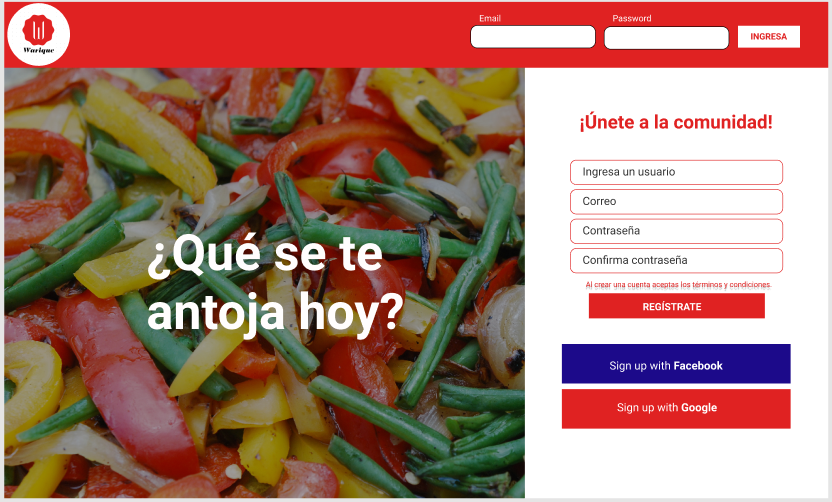 Warique
Email
Password
INGRESA
¿Qué se te
antoja hoy?
¡Únete a la comunidad!
Ingresa un usuario
Correo
Contraseña
Confirma contraseña
Al crear una cuenta aceptas los términos y condiciones.
REGÍSTRATE
Sign up with Facebook
Sign up with Google